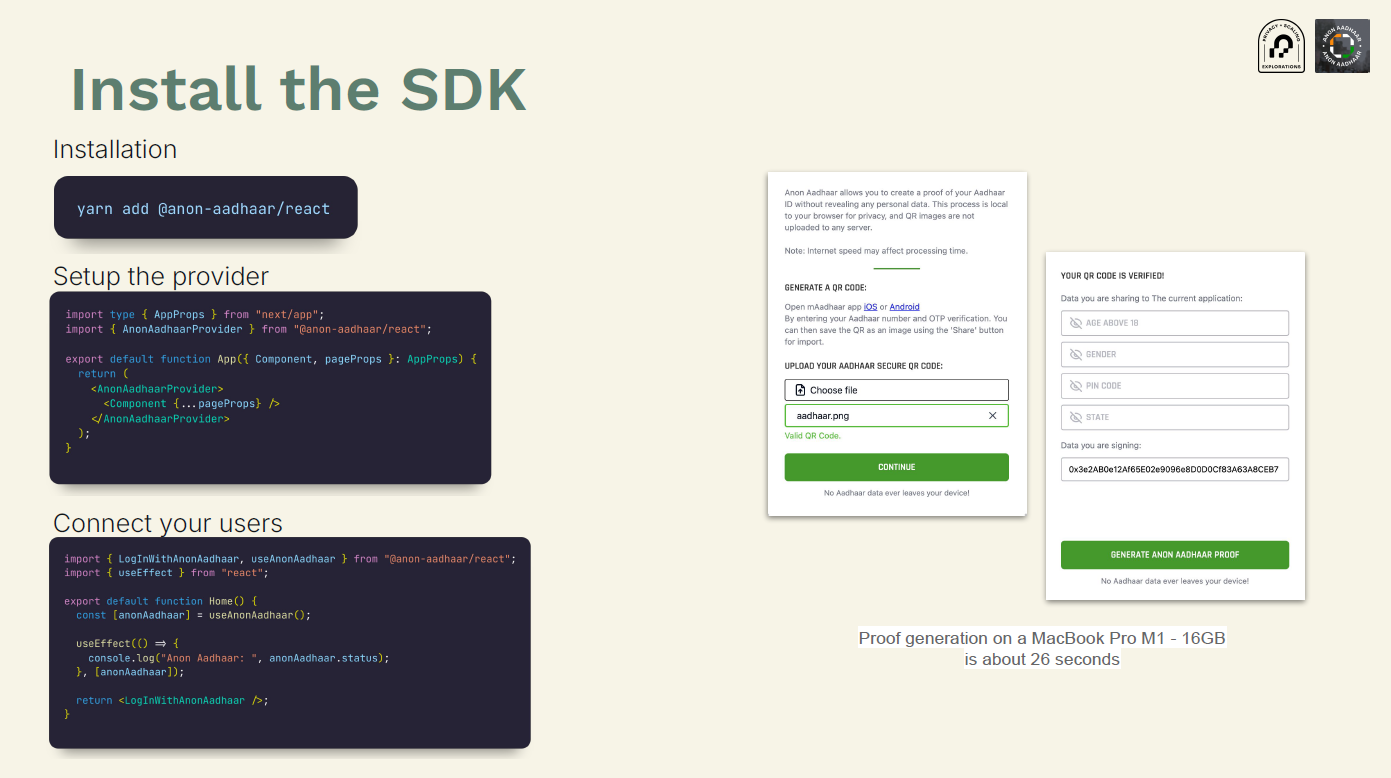 Install the SDK
Installation
yarn add @anon-aadhaar/react
Setup the provider
import type { AppProps } from "next/app";
import { AnonAadhaarProvider } from "@anon-aadhaar/react";
export default function App({ Component, pageProps }: AppProps) {
return (
<AnonAadhaarProvider>
<Component {...pageProps} />
</AnonAadhaarProvider>
);
}
Connect your users
import { LogInWithAnonAadhaar, useAnonAadhaar } from "@anon-aadhaar/react";
import { useEffect } from "react";
export default function Home() {
const [anonAadhaar] = useAnonAadhaar();
useEffect(() => {
console.log("Anon Aadhaar: ", anonAadhaar.status);
}, [anonAadhaar]);
return <LogInWithAnonAadhaar />;
}
PRIVACY + SCALING
EXPLORATIONS
ANON AADHAAR
ANON AADHAAR
Anon Aadhaar allows you to create a proof of your Aadhaar
ID without revealing any personal data. This process is local
to your browser for privacy, and QR images are not
uploaded to any server.
Note: Internet speed may affect processing time.
GENERATE A QR CODE:
Open mAadhaar app iOS or Android
By entering your Aadhaar number and OTP verification. You
can then save the QR as an image using the 'Share' button
for import.
UPLOAD YOUR AADHAAR SECURE QR CODE:
Choose file
aadhaar.png
Valid QR Code.
CONTINUE
No Aadhaar data ever leaves your device!
YOUR QR CODE IS VERIFIED!
Data you are sharing to The current application:
AGE ABOVE 18
GENDER
PIN CODE
STATE
Data you are signing:
0x3e2AB0e12Af65E02e9096e8D0D0Cf83A63A8CEB7
GENERATE ANON AADHAAR PROOF
No Aadhaar data ever leaves your device!
Proof generation on a MacBook Pro M1 - 16GB
is about 26 seconds